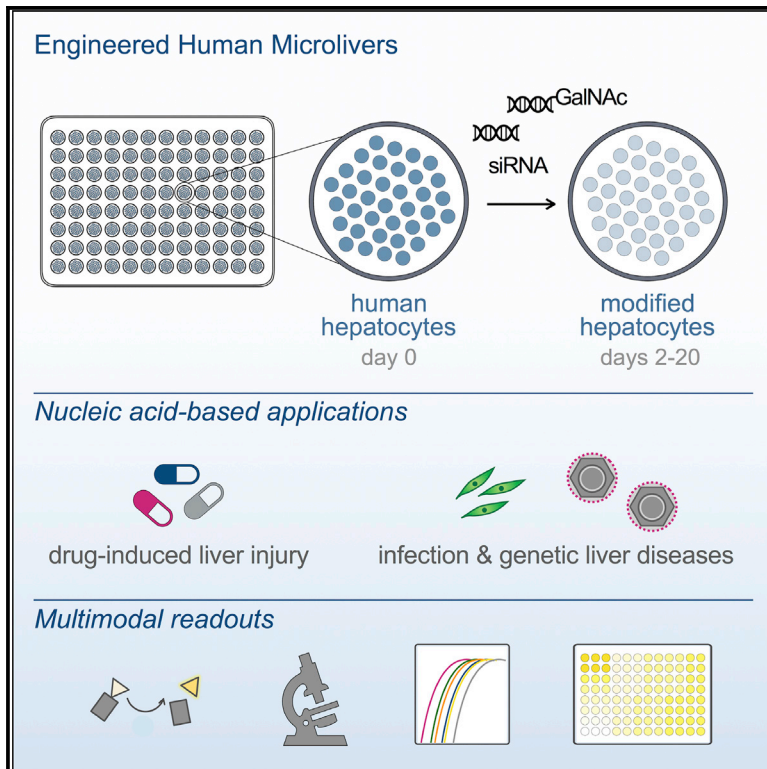 Engineered Human Microlivers
GalNAc
siRNA
human
hepatocytes
day 0
modified
hepatocytes
days 2-20
Nucleic acid-based applications
drug-induced liver injury
infection & genetic liver diseases
Multimodal readouts